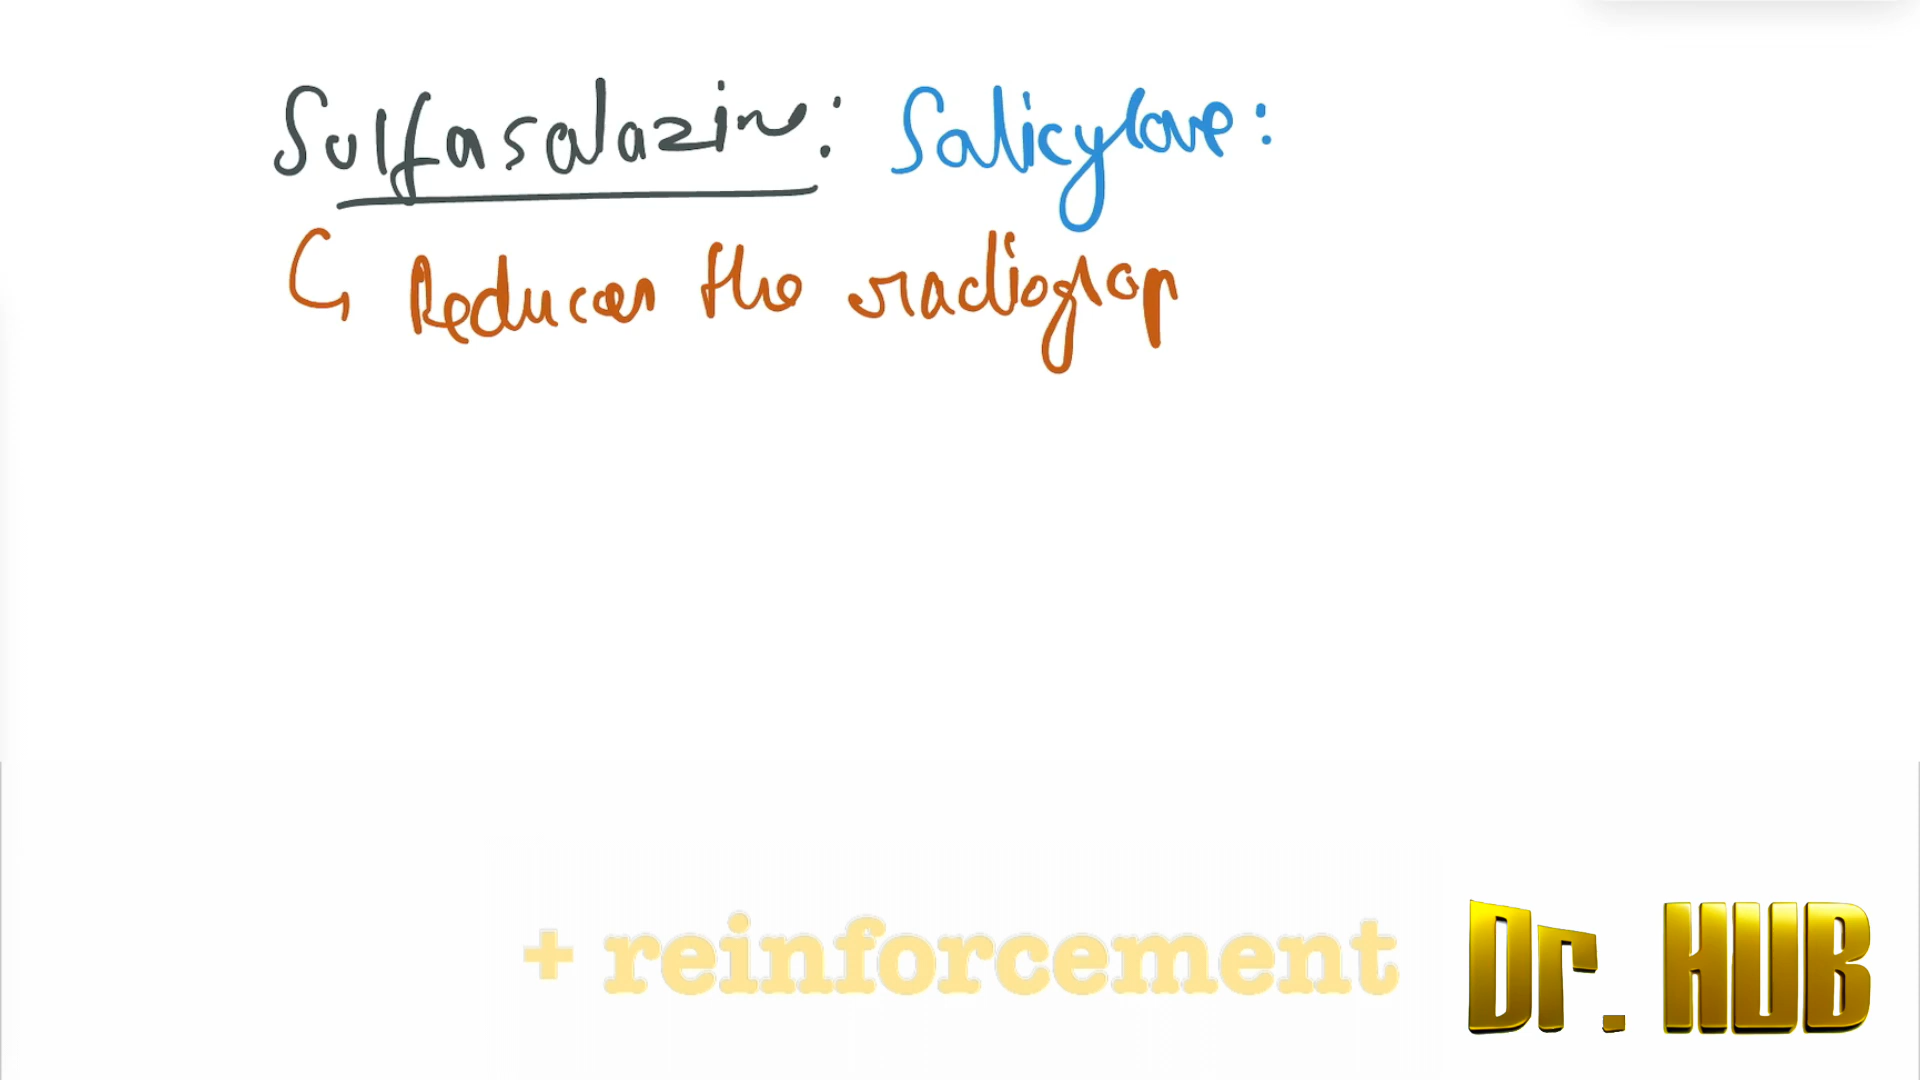 Sulfasalazine: Salicylate:
↳ Reduces the radiograp
+ reinforcement
Dr. HUB